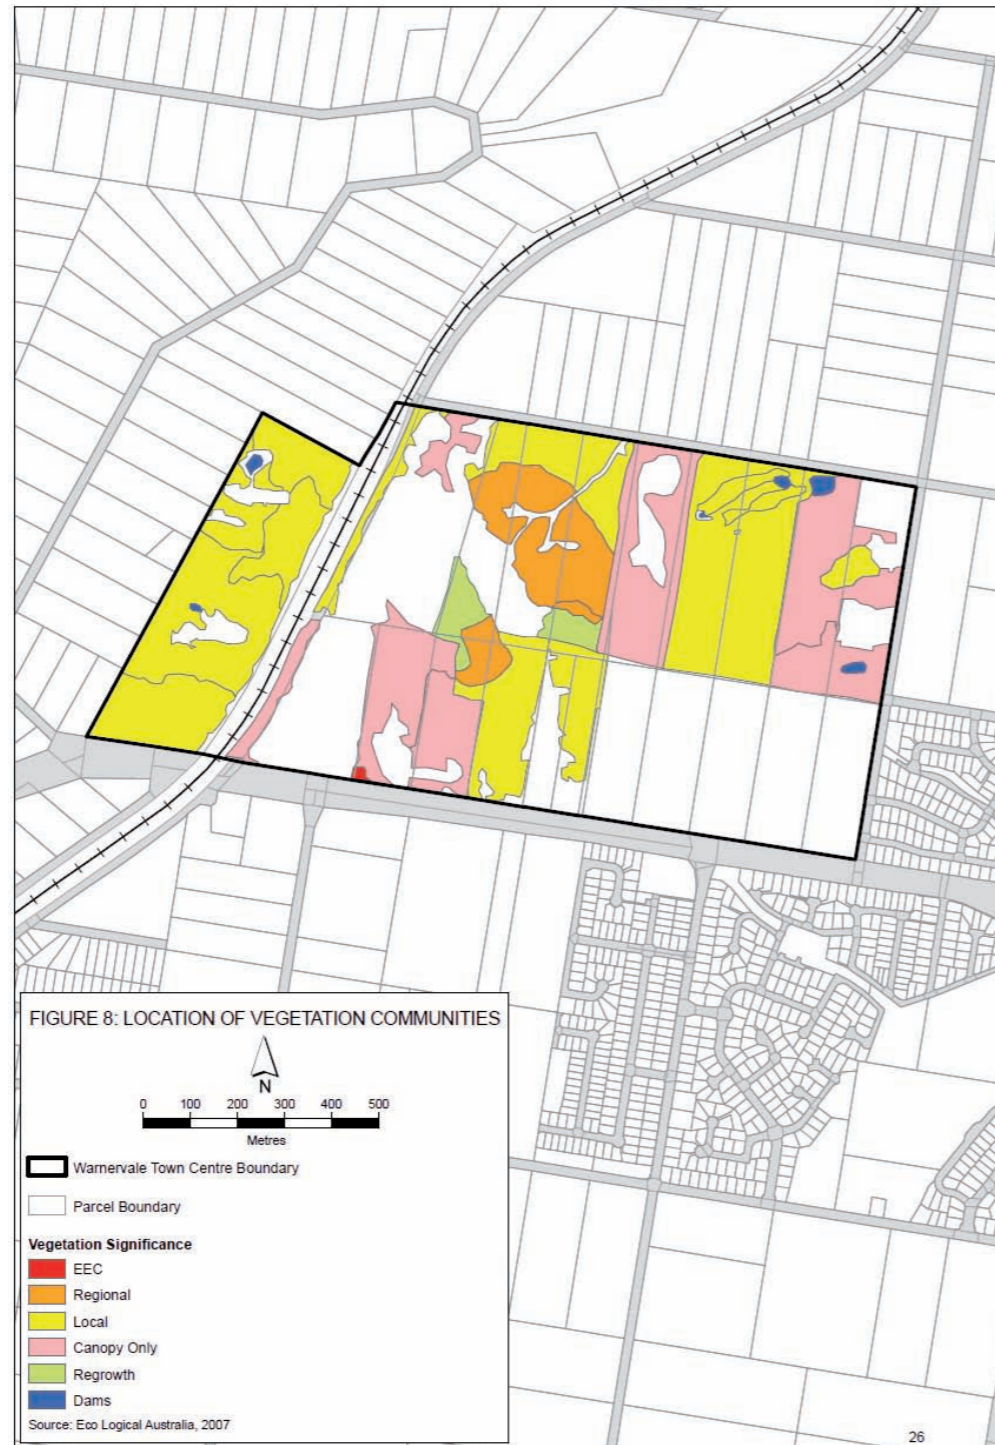 FIGURE 8: LOCATION OF VEGETATION COMMUNITIES
N
0 100 200 300 400 500
Metres
Warnervale Town Centre Boundary
Parcel Boundary
Vegetation Significance
EEC
Regional
Local
Canopy Only
Regrowth
Dams
Source: Eco Logical Australia, 2007
26